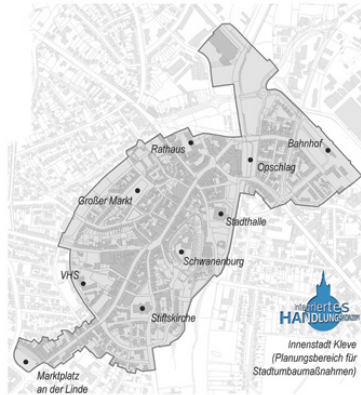 Bahnhof
Rathaus
Opschlag
Großer Markt
Stadthalle
Schwanenburg
VHS
Stiftskirche
integriertes
HANDLUNGSKONZEPT
Innenstadt Kleve
(Planungsbereich für
Stadtumbaumaßnahmen)
Marktplatz
an der Linde